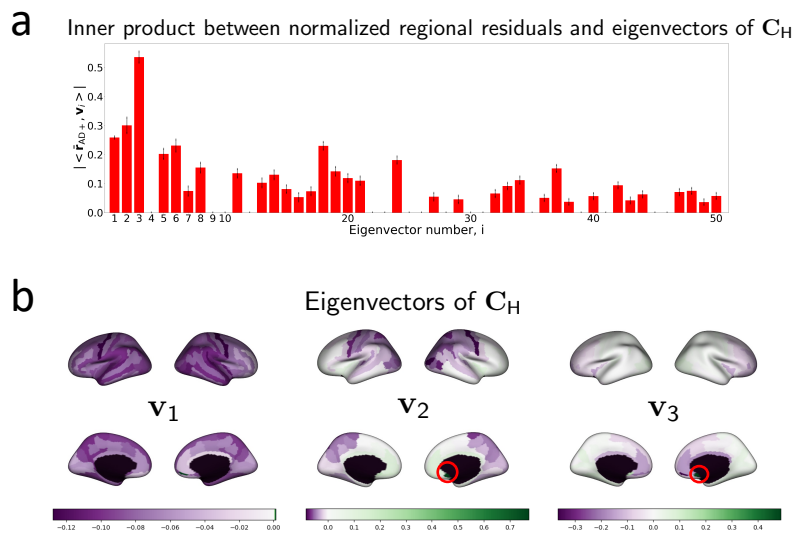 a
Inner product between normalized regional residuals and eigenvectors of C_H
| < r̃_AD+, v_i > |
0.5
0.4
0.3
0.2
0.1
0.0
1 2 3 4 5 6 7 8 9 10 20 30 40 50
Eigenvector number, i
b
Eigenvectors of C_H
v_1 v_2 v_3
−0.12 −0.10 −0.08 −0.06 −0.04 −0.02 0.00
0.0 0.1 0.2 0.3 0.4 0.5 0.6 0.7
−0.3 −0.2 −0.1 0.0 0.1 0.2 0.3 0.4